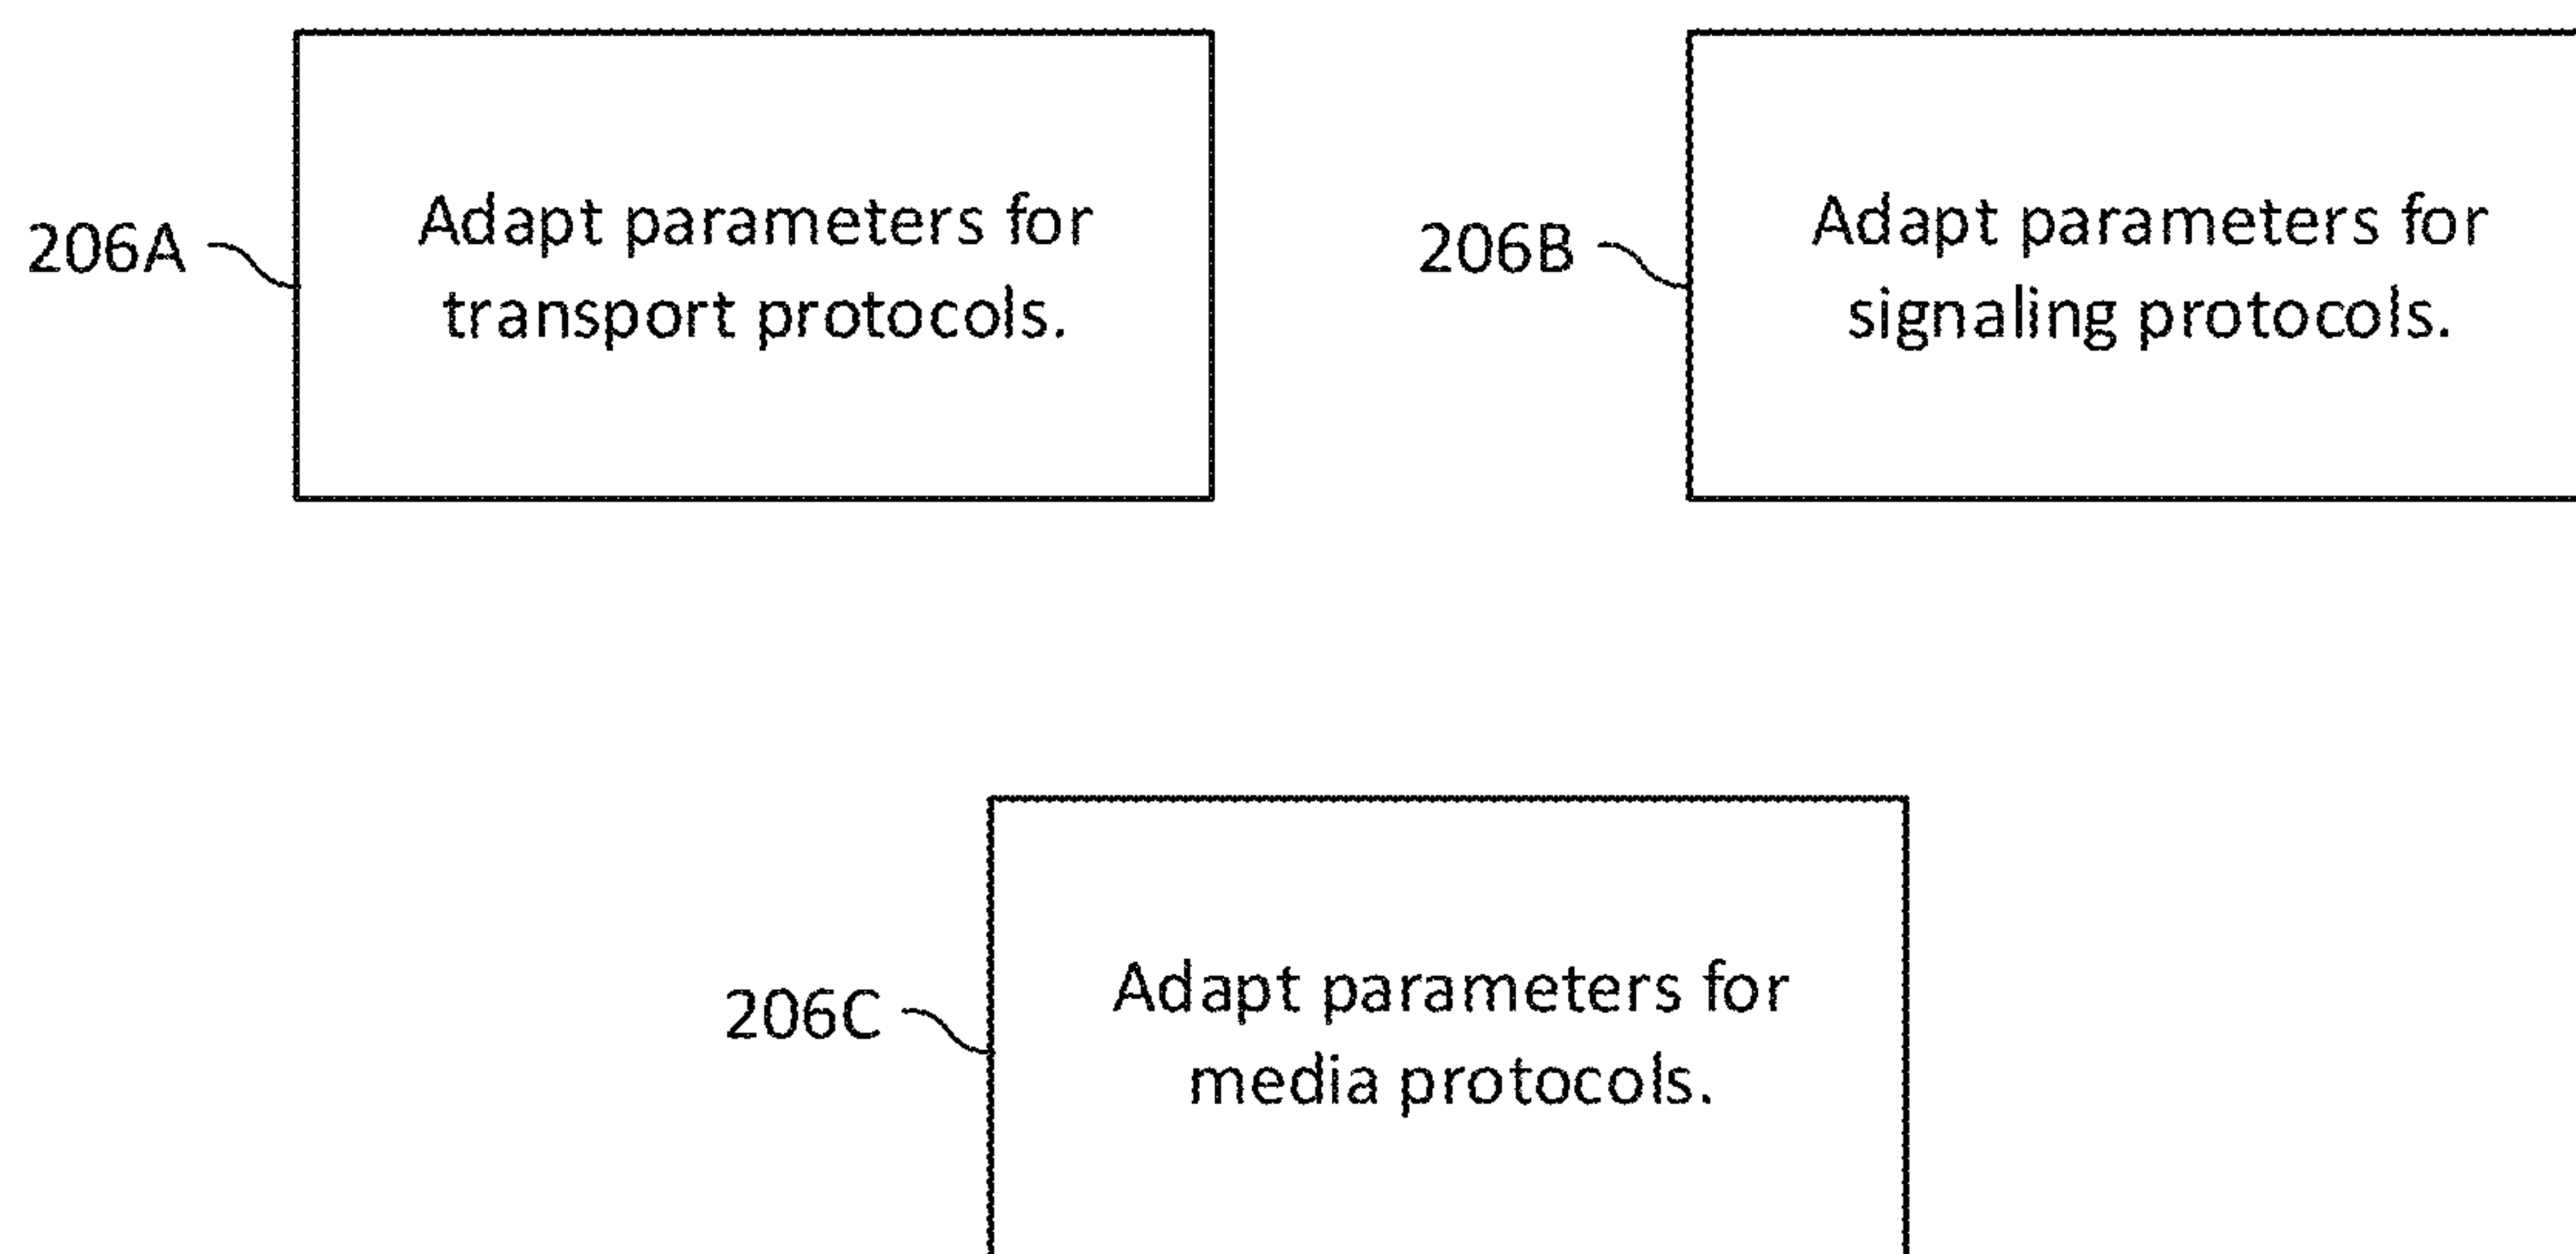 206A
Adapt parameters for
transport protocols.
206B
Adapt parameters for
signaling protocols.
206C
Adapt parameters for
media protocols.